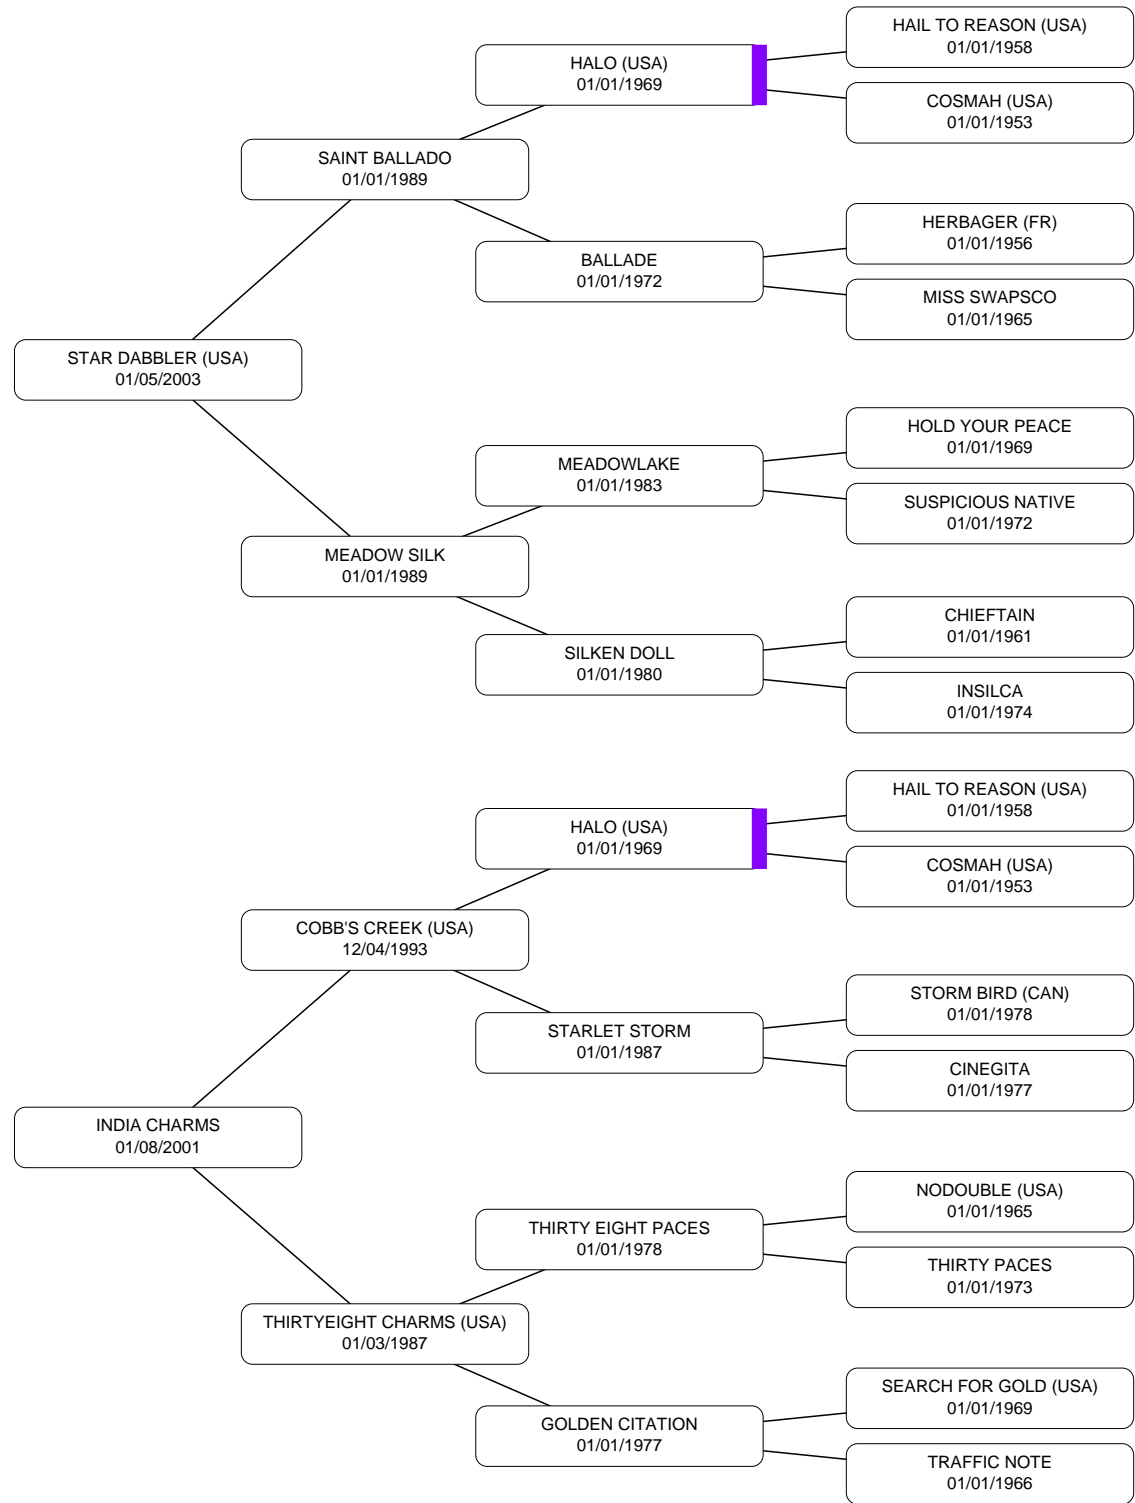 HAIL TO REASON (USA)
01/01/1958
HALO (USA)
01/01/1969
COSMAH (USA)
01/01/1953
SAINT BALLADO
01/01/1989
HERBAGER (FR)
01/01/1956
BALLADE
01/01/1972
MISS SWAPSCO
01/01/1965
STAR DABBLER (USA)
01/05/2003
HOLD YOUR PEACE
01/01/1969
MEADOWLAKE
01/01/1983
SUSPICIOUS NATIVE
01/01/1972
MEADOW SILK
01/01/1989
CHIEFTAIN
01/01/1961
SILKEN DOLL
01/01/1980
INSILCA
01/01/1974
HAIL TO REASON (USA)
01/01/1958
HALO (USA)
01/01/1969
COSMAH (USA)
01/01/1953
COBB'S CREEK (USA)
12/04/1993
STORM BIRD (CAN)
01/01/1978
STARLET STORM
01/01/1987
CINEGITA
01/01/1977
INDIA CHARMS
01/08/2001
NODOUBLE (USA)
01/01/1965
THIRTY EIGHT PACES
01/01/1978
THIRTY PACES
01/01/1973
THIRTYEIGHT CHARMS (USA)
01/03/1987
SEARCH FOR GOLD (USA)
01/01/1969
GOLDEN CITATION
01/01/1977
TRAFFIC NOTE
01/01/1966